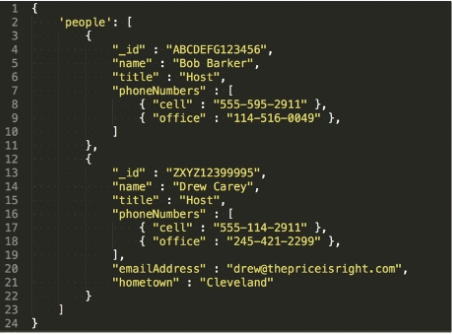 1 {
2 'people': [
3 {
4 "_id" : "ABCDEFG123456",
5 "name" : "Bob Barker",
6 "title" : "Host",
7 "phoneNumbers" : [
8 { "cell" : "555-595-2911" },
9 { "office" : "114-516-0049" },
10 ]
11 },
12 {
13 "_id" : "ZXYZ12399995",
14 "name" : "Drew Carey",
15 "title" : "Host",
16 "phoneNumbers" : [
17 { "cell" : "555-114-2911" },
18 { "office" : "245-421-2299" },
19 ],
20 "emailAddress" : "drew@thepriceisright.com",
21 "hometown" : "Cleveland"
22 }
23 ]
24 }